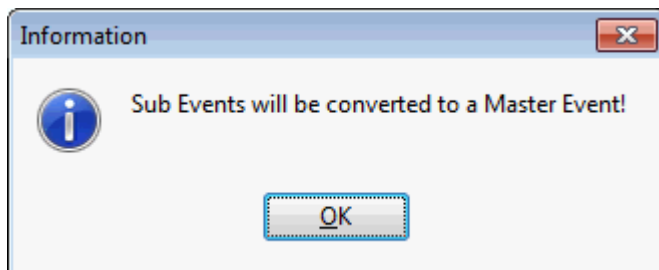 Information
Sub Events will be converted to a Master Event!
OK